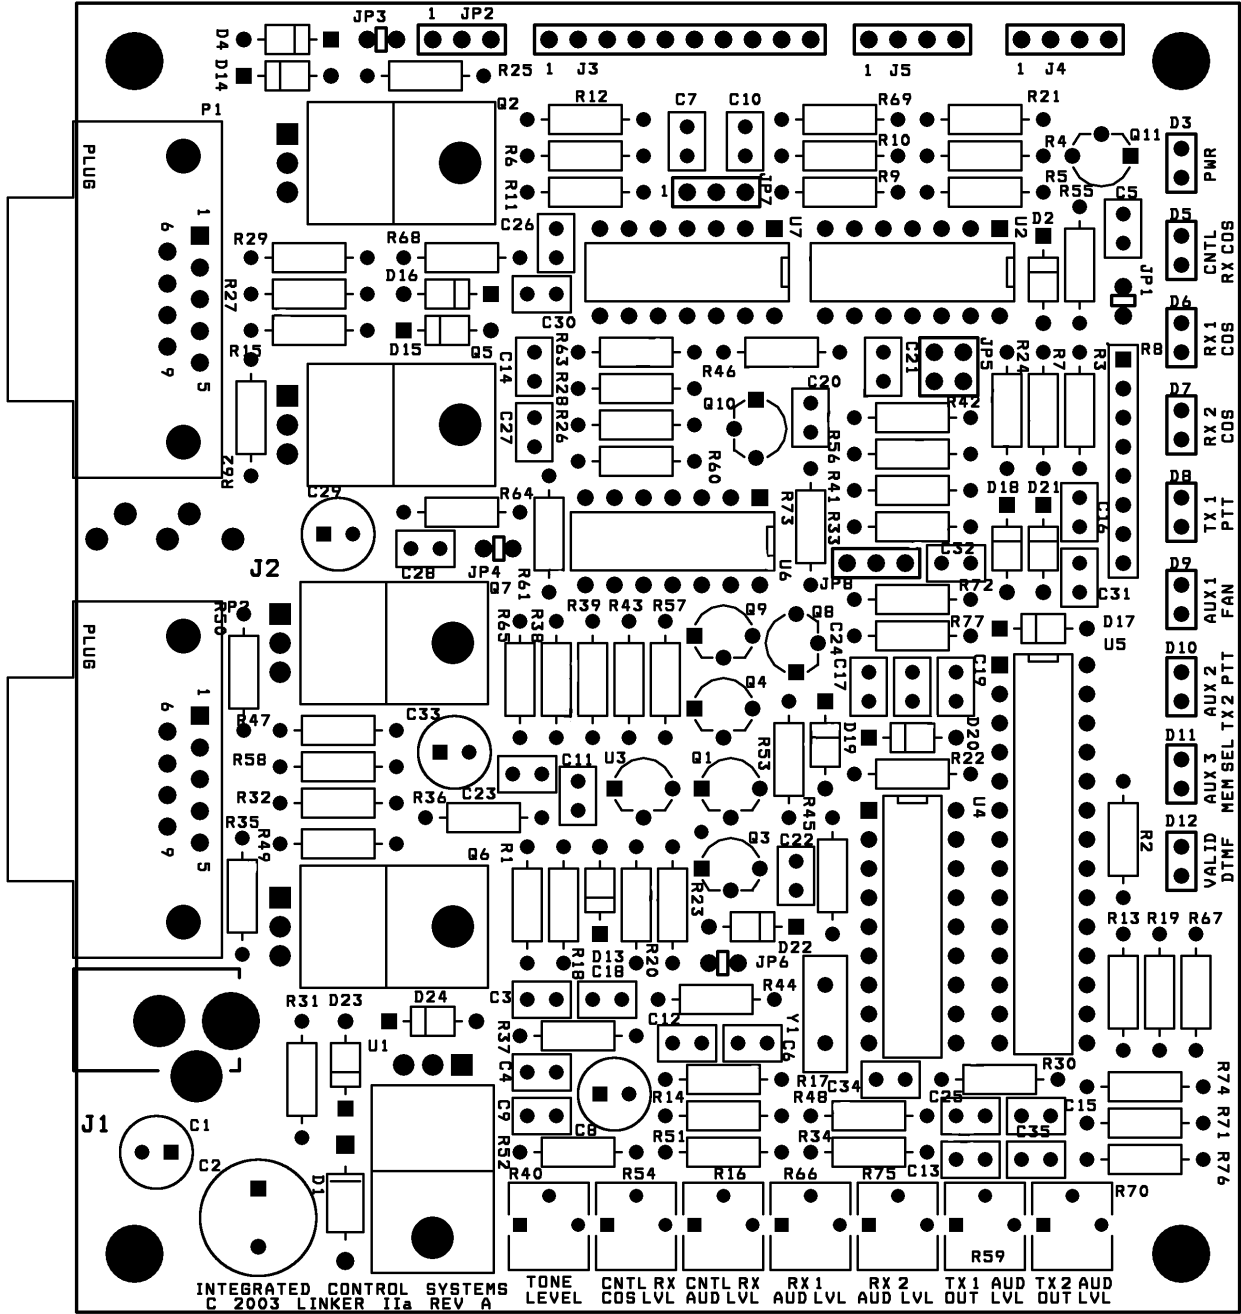 D4
JP3
1 JP2
1 J3
1 J5
1 J4
D14
R25
P1
PLUG
Q2
R12
C7
C10
R69
R21
D3
PWR
R6
R10
R4
Q11
R11
1
JP7
R9
R5
R55
C5
D5
CNTL
RX COS
1
6
R29
R68
C26
U7
U2
D2
D16
JP1
R27
C30
D6
RX 1
COS
R15
D15
Q5
C14
R63
R46
C21
JP5
R24
R7
R3
R8
9
5
R28
C20
D7
RX 2
COS
Q10
R42
R62
C27
R26
R56
R60
C29
R64
R41
D18
D21
C16
D8
TX 1
PTT
R73
R33
J2
C28
JP4
U6
JP8
C32
D9
AUX 1
FAN
P2
R50
Q7
R61
R72
C31
R65
R38
R39
R43
R57
Q9
Q8
R77
D17
U5
PLUG
C24
C17
C19
D10
AUX 2
TX 2 PTT
1
6
Q4
R47
C33
R53
D19
D20
R58
C11
U3
Q1
R22
D11
AUX 3
MEM SEL
R32
R36
C23
R45
U4
R35
R49
Q6
R1
Q3
C22
R2
D12
VALID
DTMF
9
5
R23
R13
R19
R67
R18
D13
C18
R20
D22
JP6
R31
D23
D24
C3
R44
U1
R37
C12
Y1
C6
C4
R17
C34
R30
R74
J1
C1
C9
C8
R14
R48
C25
C15
R71
C2
R52
R51
R34
C13
C35
R76
D1
R40
R54
R16
R66
R75
R70
R59
INTEGRATED CONTROL SYSTEMS
C 2003 LINKER IIa REV A
TONE
LEVEL
CNTL RX
COS LVL
CNTL RX
AUD LVL
RX 1
AUD LVL
RX 2
AUD LVL
TX 1 AUD
OUT LVL
TX 2 AUD
OUT LVL